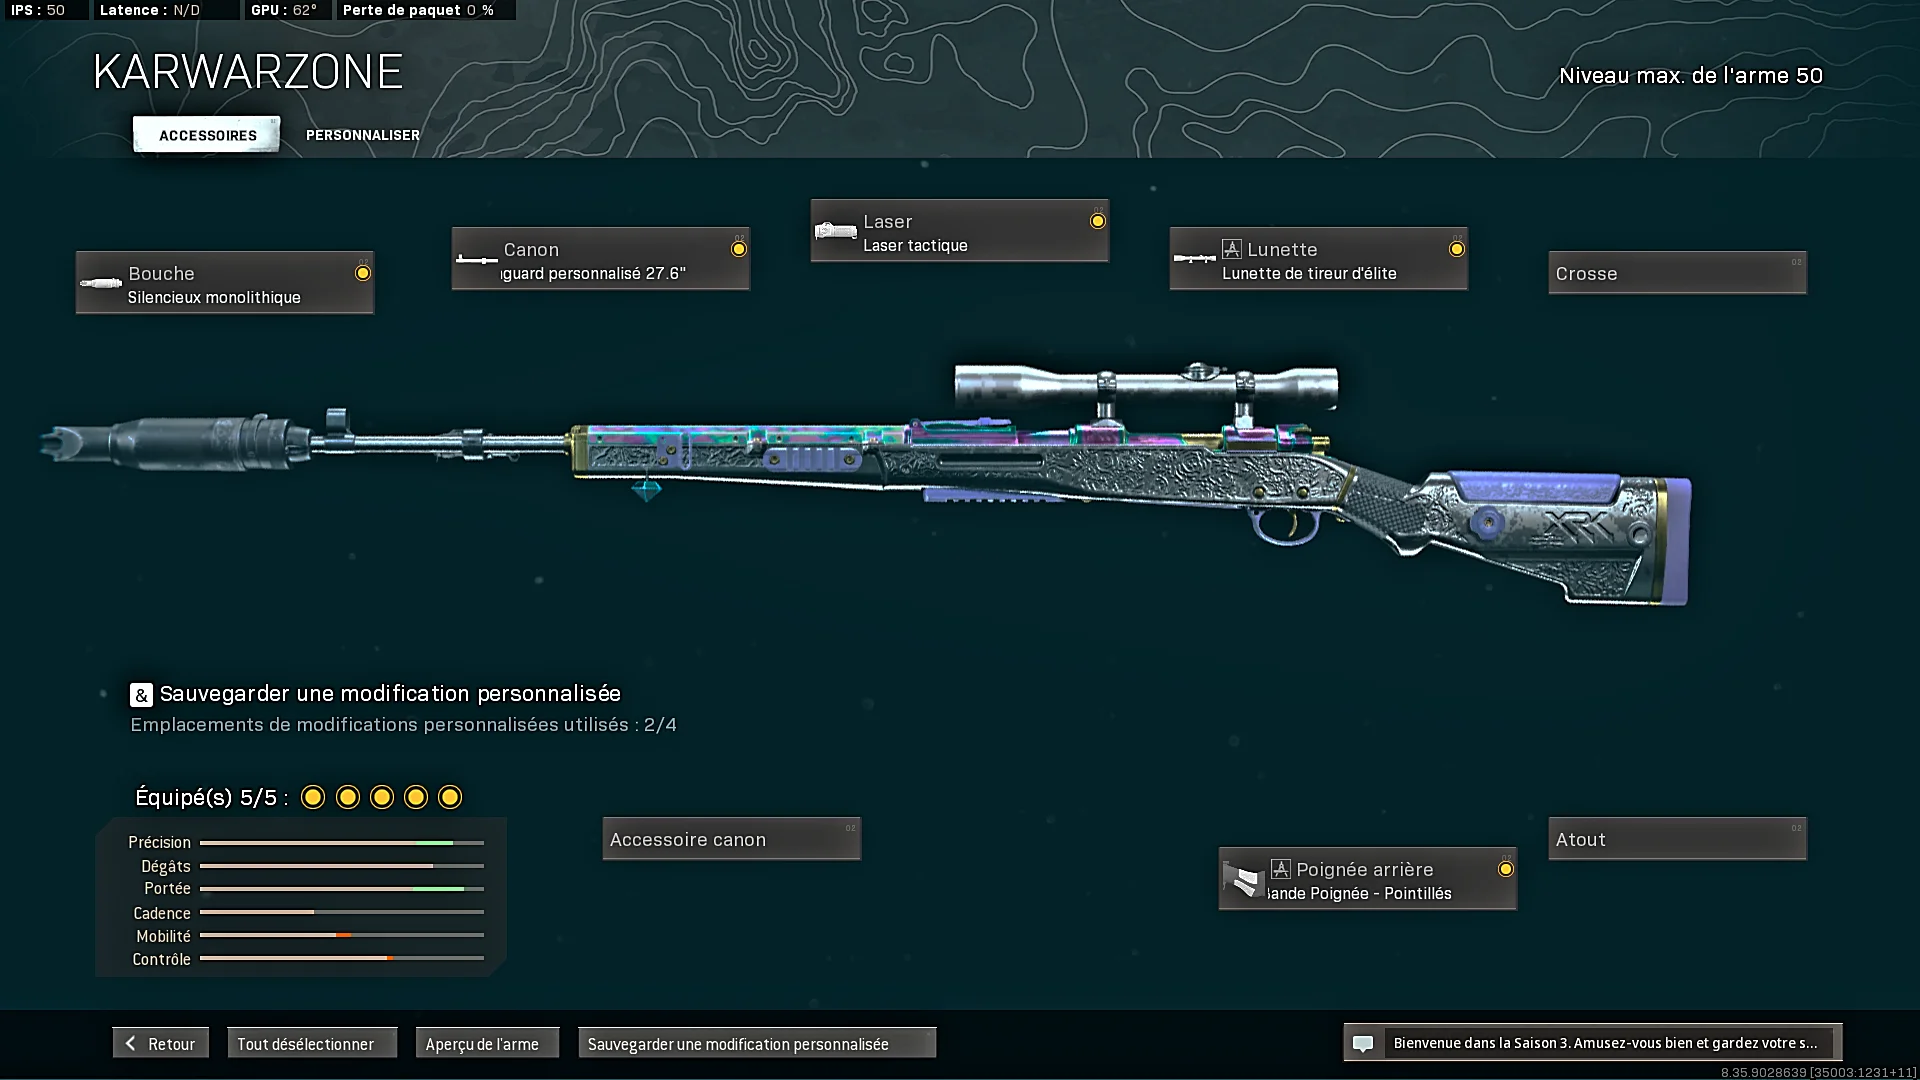 IPS : 50 Latence : N/D GPU : 62° Perte de paquet 0 %
KARWARZONE
Niveau max. de l'arme 50
ACCESSOIRES PERSONNALISER
Bouche
Silencieux monolithique
Canon
guard personnalisé 27.6"
Laser
Laser tactique
Lunette
Lunette de tireur d'élite
Crosse
XRK
& Sauvegarder une modification personnalisée
Emplacements de modifications personnalisées utilisés : 2/4
Équipé(s) 5/5 :
Précision
Dégâts
Portée
Cadence
Mobilité
Contrôle
Accessoire canon
Poignée arrière
ande Poignée - Pointillés
Atout
Retour
Tout désélectionner
Aperçu de l'arme
Sauvegarder une modification personnalisée
Bienvenue dans la Saison 3. Amusez-vous bien et gardez votre s...
8.35.9028639 [35003:1231+11]